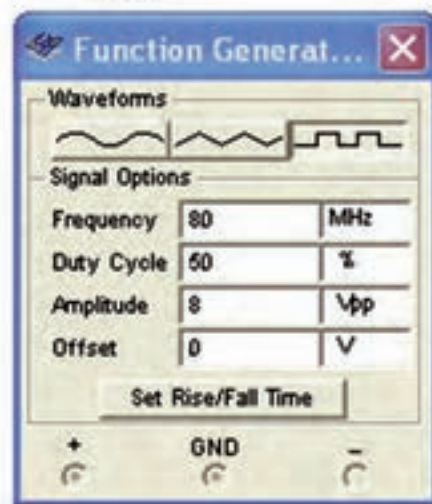 Function Generat...
Waveforms
Signal Options
Frequency 80 MHz
Duty Cycle 50 %
Amplitude 8 Vpp
Offset 0 V
Set Rise/Fall Time
+ GND -